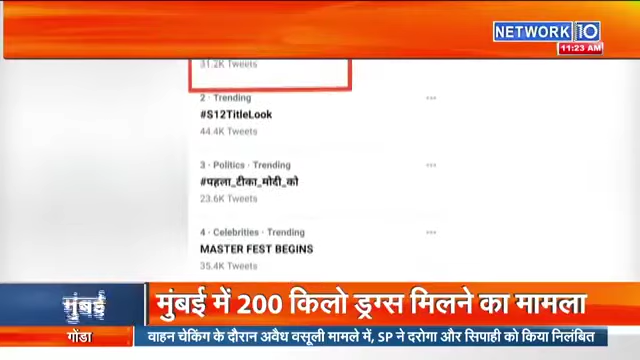 NETWORK 10
11:23 AM
31.2K Tweets
2 · Trending
#S12TitleLook
44.4K Tweets
3 · Politics · Trending
#पहला_टीका_मोदी_को
23.6K Tweets
4 · Celebrities · Trending
MASTER FEST BEGINS
35.4K Tweets
मुंबई
मुंबई में 200 किलो ड्रग्स मिलने का मामला
गोंडा
वाहन चेकिंग के दौरान अवैध वसूली मामले में, SP ने दरोगा और सिपाही को किया निलंबित